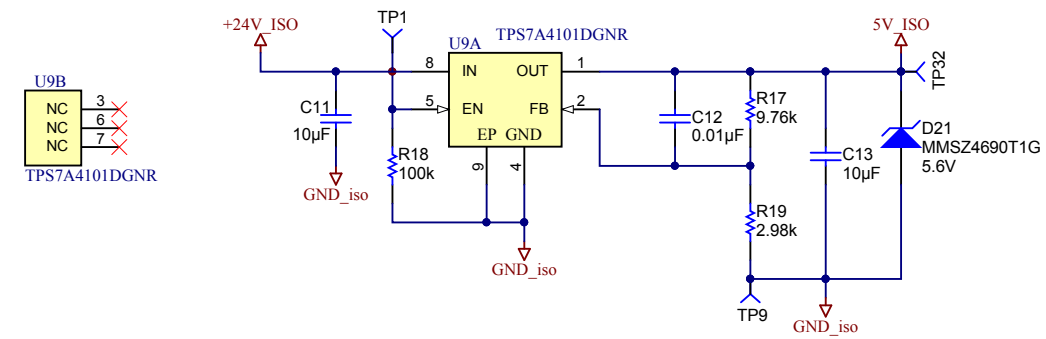 +24V_ISO
TP1
U9A
TPS7A4101DGNR
5V_ISO
U9B
NC 3
NC 6
NC 7
TPS7A4101DGNR
8 IN
OUT 1
5 EN
FB 2
EP GND
9
4
C11
10µF
GND_iso
R18
100k
GND_iso
C12
0.01µF
R17
9.76k
R19
2.98k
C13
10µF
TP32
D21
MMSZ4690T1G
5.6V
TP9
GND_iso